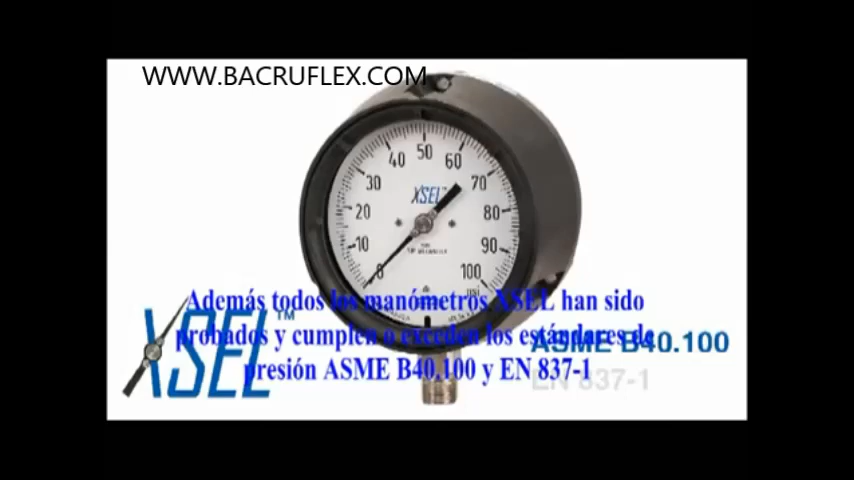 WWW.BACRUFLEX.COM
50
40
60
30
70
XSEL
20
80
10
90
0
100
psi
Además todos los manómetros XSEL han sido
probados y cumplen o exceden los estándares de
presión ASME B40.100 y EN 837-1
XSEL™
ASME B40.100
EN 837-1